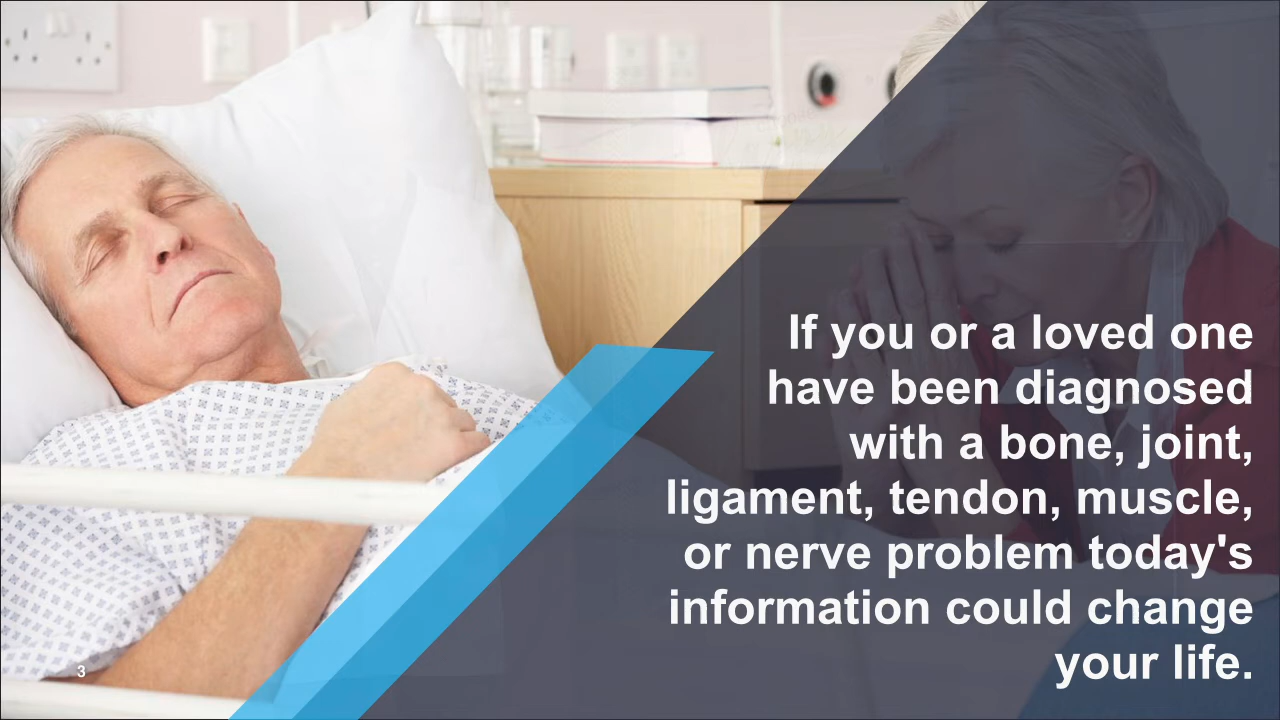 If you or a loved one
have been diagnosed
with a bone, joint,
ligament, tendon, muscle,
or nerve problem today's
information could change
your life.
3